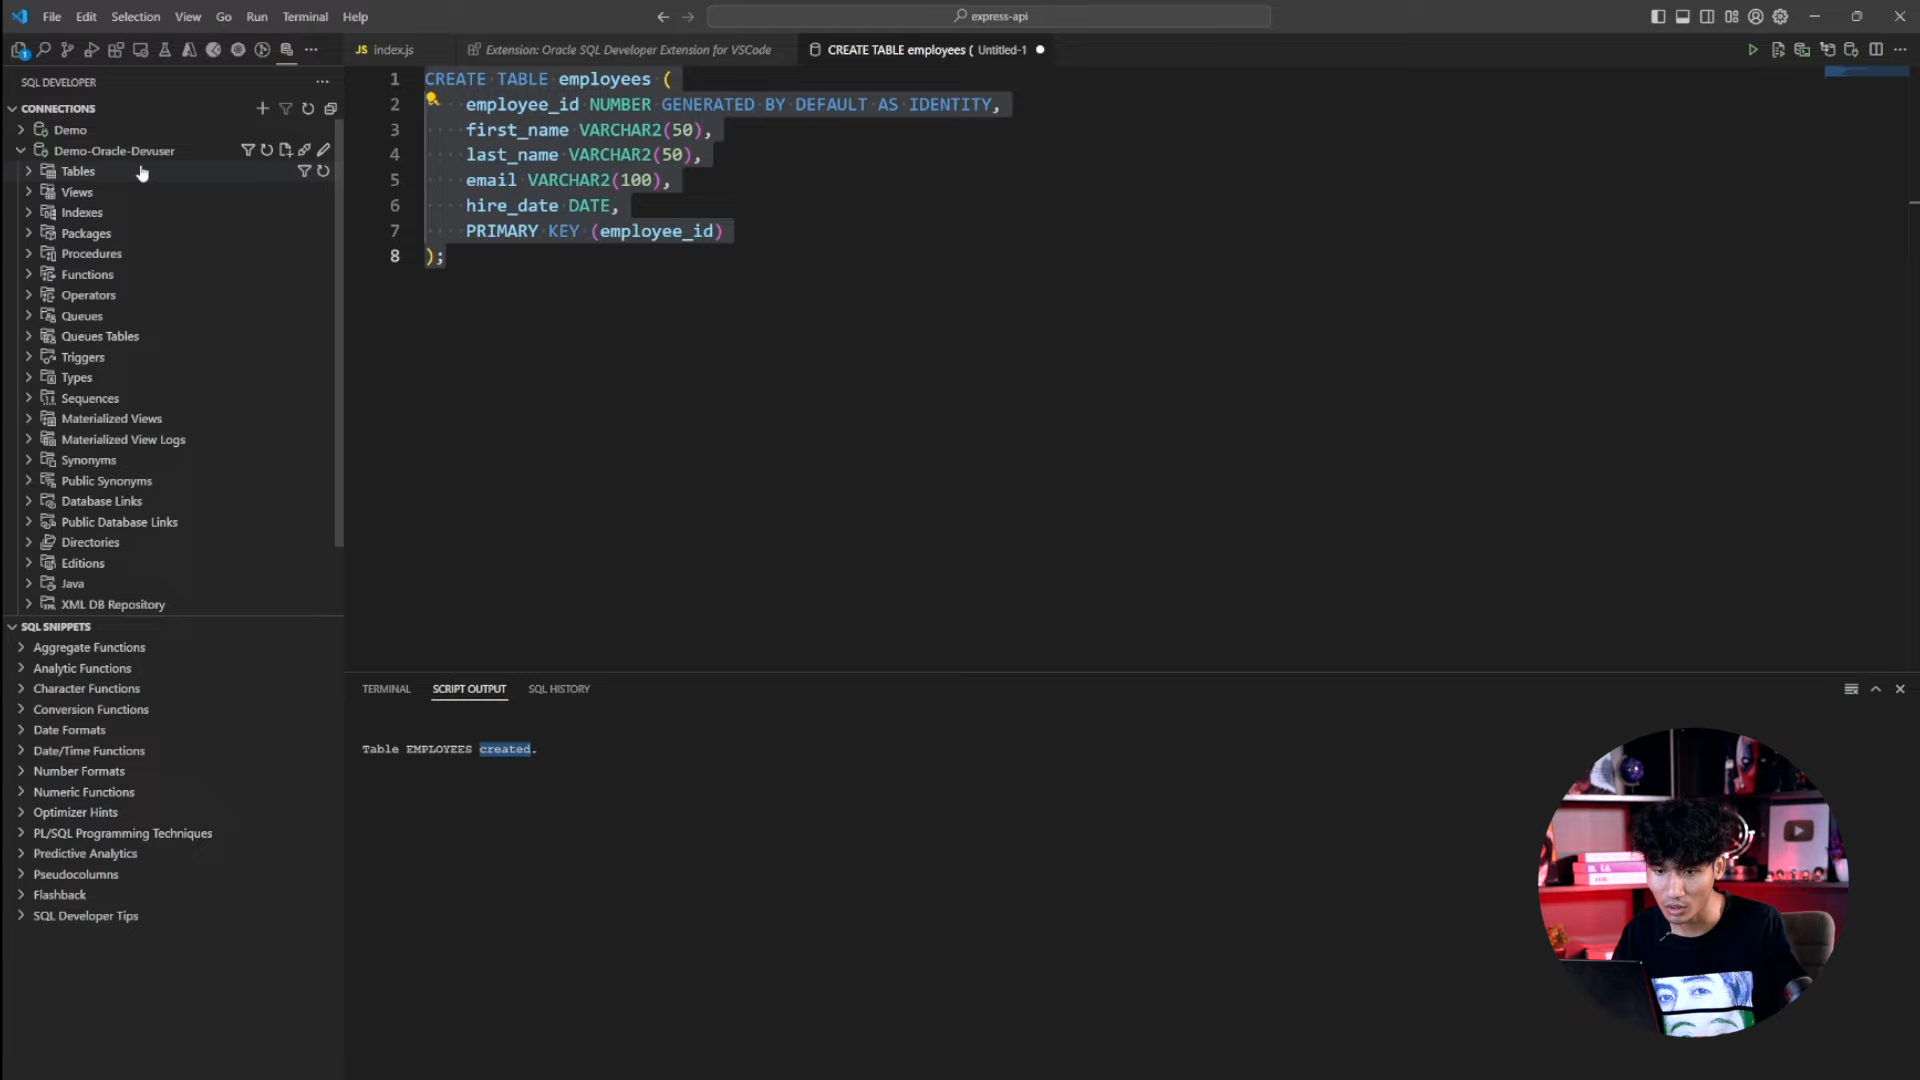 File Edit Selection View Go Run Terminal Help
express-api
SQL DEVELOPER
CONNECTIONS
Demo
Demo-Oracle-Devuser
Tables
Views
Indexes
Packages
Procedures
Functions
Operators
Queues
Queues Tables
Triggers
Types
Sequences
Materialized Views
Materialized View Logs
Synonyms
Public Synonyms
Database Links
Public Database Links
Directories
Editions
Java
XML DB Repository
SQL SNIPPETS
Aggregate Functions
Analytic Functions
Character Functions
Conversion Functions
Date Formats
Date/Time Functions
Number Formats
Numeric Functions
Optimizer Hints
PL/SQL Programming Techniques
Predictive Analytics
Pseudocolumns
Flashback
SQL Developer Tips
JS index.js
Extension: Oracle SQL Developer Extension for VSCode
CREATE TABLE employees ( Untitled-1
1 CREATE TABLE employees (
2 employee_id NUMBER GENERATED BY DEFAULT AS IDENTITY,
3 first_name VARCHAR2(50),
4 last_name VARCHAR2(50),
5 email VARCHAR2(100),
6 hire_date DATE,
7 PRIMARY KEY (employee_id)
8 );
TERMINAL SCRIPT OUTPUT SQL HISTORY
Table EMPLOYEES created.